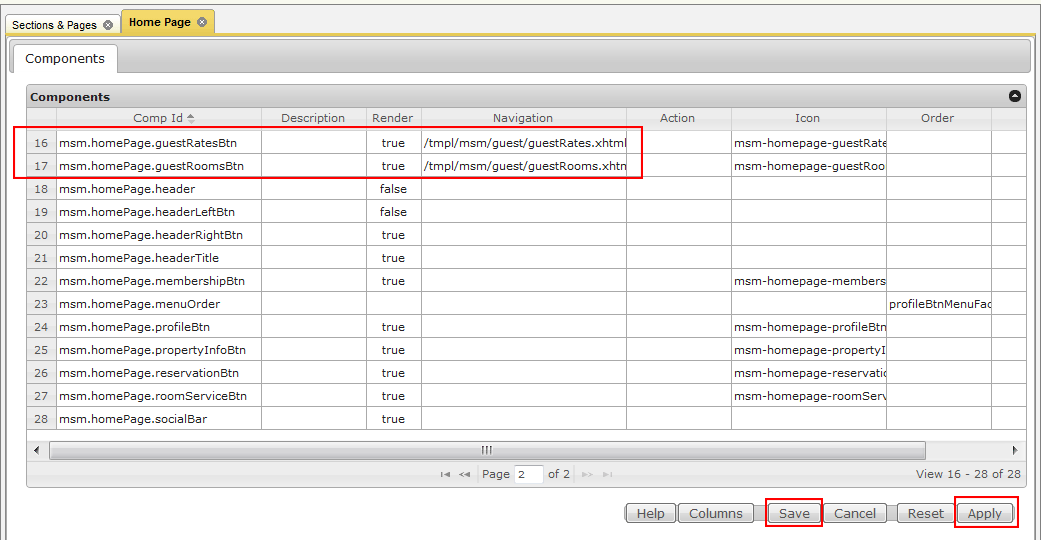 Sections & Pages
Home Page
Components
Components
Comp Id Description Render Navigation Action Icon Order
16 msm.homePage.guestRatesBtn true /tmpl/msm/guest/guestRates.xhtml msm-homepage-guestRate
17 msm.homePage.guestRoomsBtn true /tmpl/msm/guest/guestRooms.xhtm msm-homepage-guestRoo
18 msm.homePage.header false
19 msm.homePage.headerLeftBtn false
20 msm.homePage.headerRightBtn true
21 msm.homePage.headerTitle true
22 msm.homePage.membershipBtn true msm-homepage-members
23 msm.homePage.menuOrder profileBtnMenuFac
24 msm.homePage.profileBtn true msm-homepage-profileBtn
25 msm.homePage.propertyInfoBtn true msm-homepage-propertyI
26 msm.homePage.reservationBtn true msm-homepage-reservatio
27 msm.homePage.roomServiceBtn true msm-homepage-roomServ
28 msm.homePage.socialBar true
Page 2 of 2 View 16 - 28 of 28
Help Columns Save Cancel Reset Apply